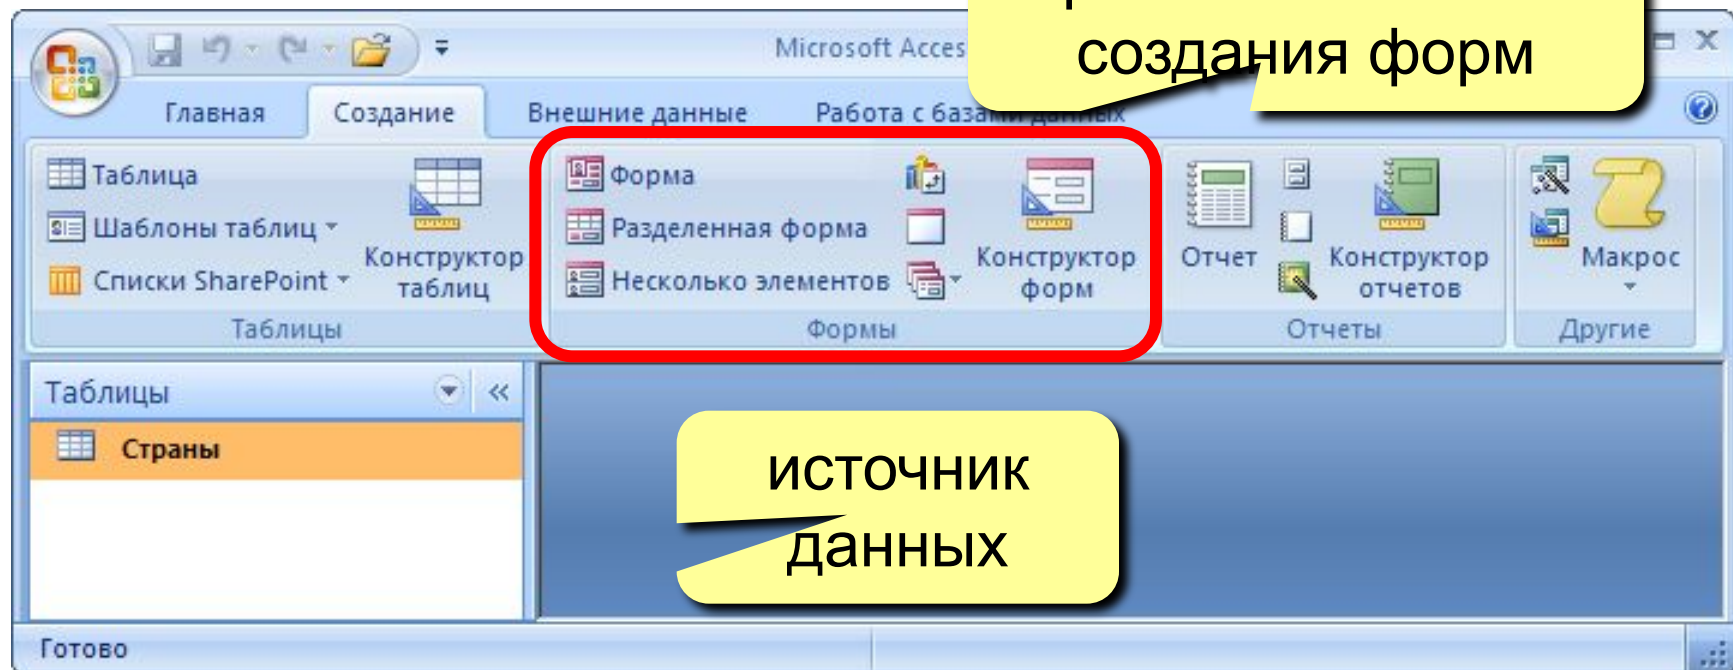 создания форм
Microsoft Acces
Главная Создание Внешние данные Работа с базами данных
Таблица
Шаблоны таблиц
Списки SharePoint
Конструктор
таблиц
Таблицы
Форма
Разделенная форма
Несколько элементов
Конструктор
форм
Формы
Отчет
Конструктор
отчетов
Отчеты
Макрос
Другие
Таблицы
Страны
источник
данных
Готово